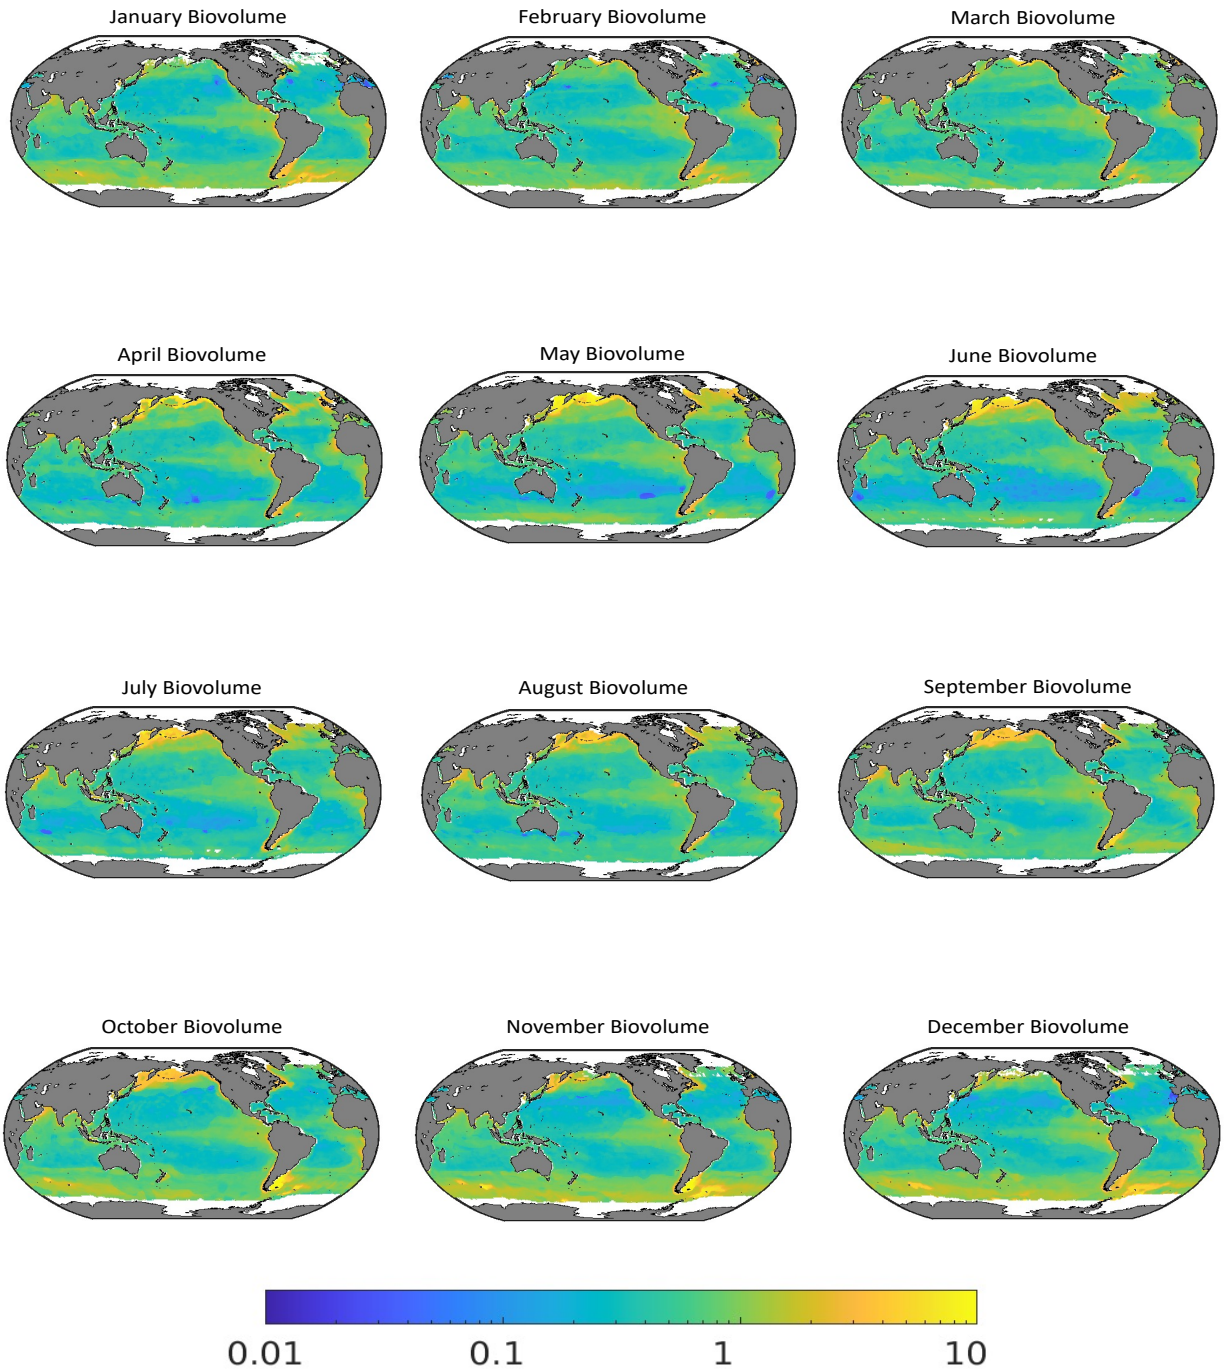 January Biovolume
February Biovolume
March Biovolume
April Biovolume
May Biovolume
June Biovolume
July Biovolume
August Biovolume
September Biovolume
October Biovolume
November Biovolume
December Biovolume
0.01 0.1 1 10